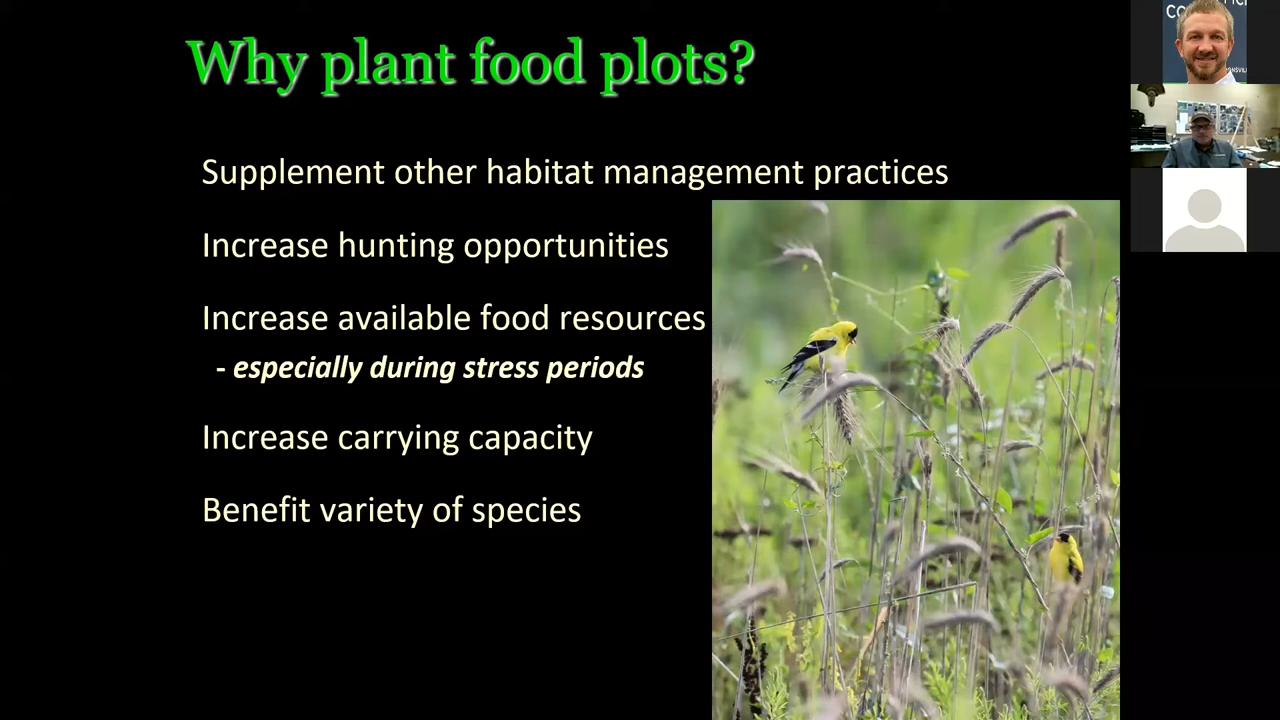 Why plant food plots?
Supplement other habitat management practices
Increase hunting opportunities
Increase available food resources
- especially during stress periods
Increase carrying capacity
Benefit variety of species